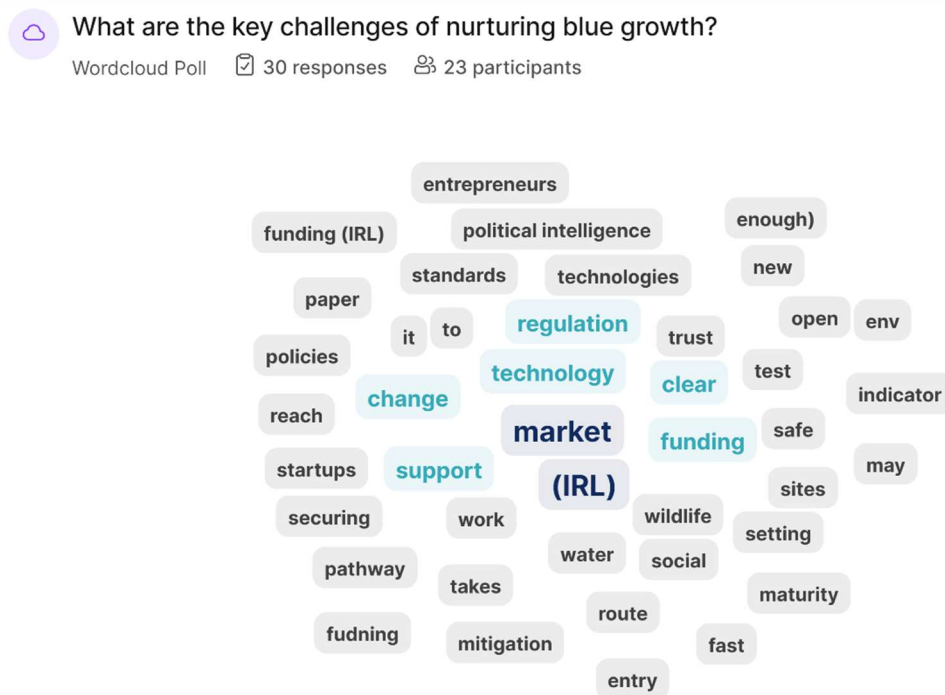 What are the key challenges of nurturing blue growth?
Wordcloud Poll 30 responses 23 participants
entrepreneurs
enough)
funding (IRL) political intelligence
new
standards technologies
paper
open env
regulation
it to trust
policies
technology test
clear
change indicator
reach
market funding safe
startups support may
(IRL) sites
securing work wildlife
setting
water social
pathway
takes maturity
route
fudning mitigation fast
entry